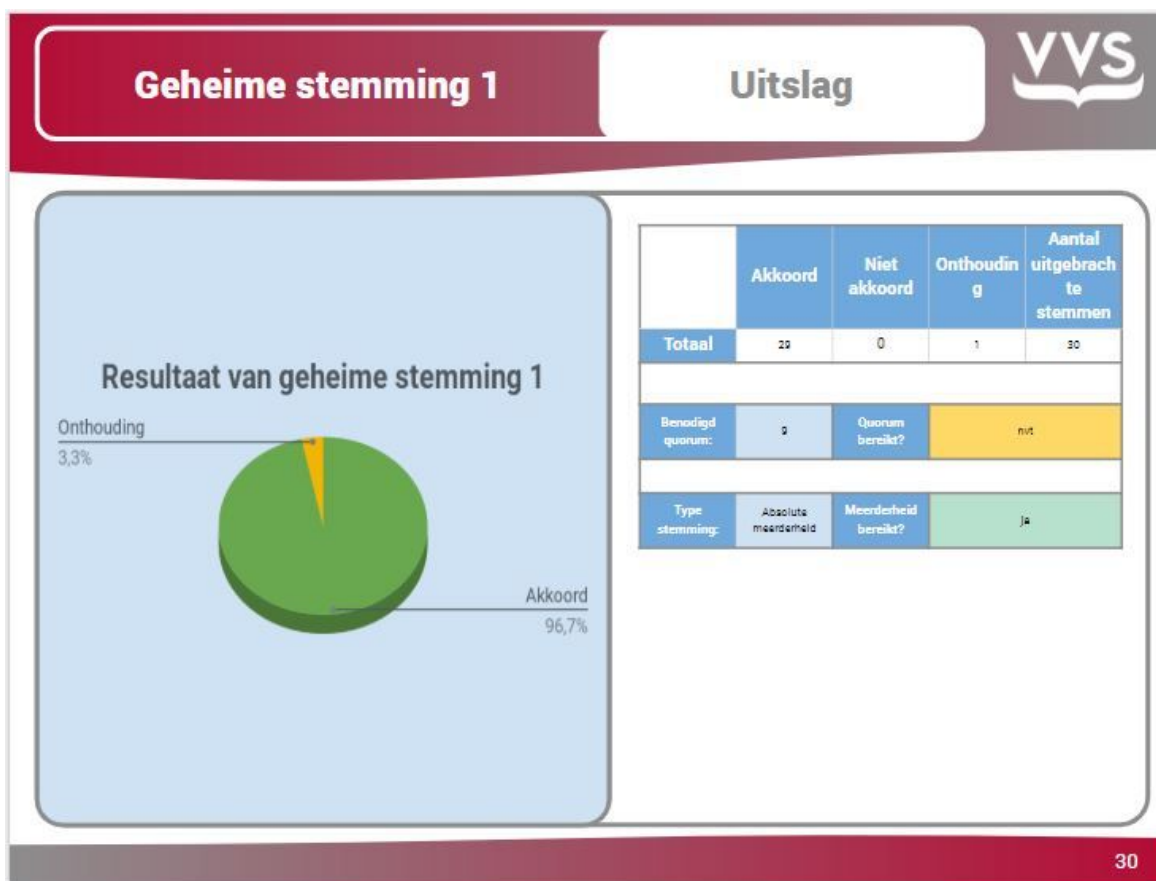 Geheime stemming 1
Uitslag
VVS
Resultaat van geheime stemming 1
Onthouding
3,3%
Akkoord
96,7%
Akkoord
Niet
akkoord
Onthoudin
g
Aantal
uitgebrach
te
stemmen
Totaal
29
0
1
30
Benodigd
quorum:
9
Quorum
bereikt?
nvt
Type
stemming:
Absolute
meerderheid
Meerderheid
bereikt?
Ja
30